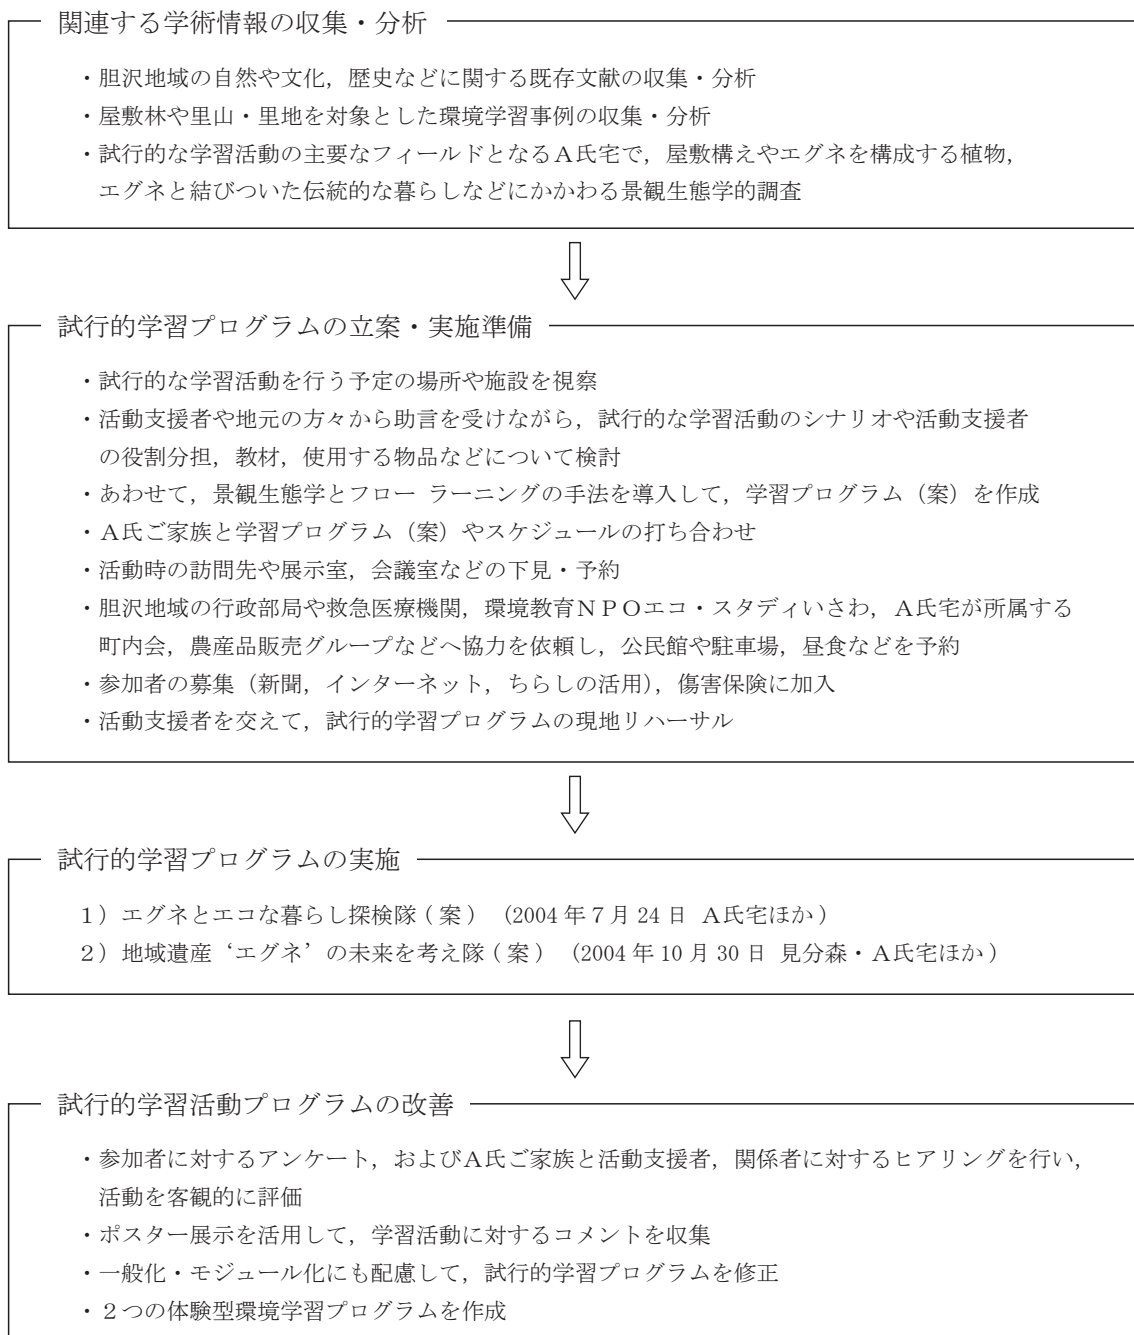 関連する学術情報の収集・分析
・胆沢地域の自然や文化，歴史などに関する既存文献の収集・分析
・屋敷林や里山・里地を対象とした環境学習事例の収集・分析
・試行的な学習活動の主要なフィールドとなるＡ氏宅で，屋敷構えやエグネを構成する植物，
エグネと結びついた伝統的な暮らしなどにかかわる景観生態学的調査
試行的学習プログラムの立案・実施準備
・試行的な学習活動を行う予定の場所や施設を視察
・活動支援者や地元の方々から助言を受けながら，試行的な学習活動のシナリオや活動支援者
の役割分担，教材，使用する物品などについて検討
・あわせて，景観生態学とフロー ラーニングの手法を導入して，学習プログラム（案）を作成
・Ａ氏ご家族と学習プログラム（案）やスケジュールの打ち合わせ
・活動時の訪問先や展示室，会議室などの下見・予約
・胆沢地域の行政部局や救急医療機関，環境教育ＮＰＯエコ・スタディいさわ，Ａ氏宅が所属する
町内会，農産品販売グループなどへ協力を依頼し，公民館や駐車場，昼食などを予約
・参加者の募集（新聞，インターネット，ちらしの活用），傷害保険に加入
・活動支援者を交えて，試行的学習プログラムの現地リハーサル
試行的学習プログラムの実施
１）エグネとエコな暮らし探検隊（案）（2004 年７月 24 日 Ａ氏宅ほか）
２）地域遺産‘エグネ’の未来を考え隊（案）（2004 年 10 月 30 日 見分森・Ａ氏宅ほか）
試行的学習活動プログラムの改善
・参加者に対するアンケート，およびＡ氏ご家族と活動支援者，関係者に対するヒアリングを行い，
活動を客観的に評価
・ポスター展示を活用して，学習活動に対するコメントを収集
・一般化・モジュール化にも配慮して，試行的学習プログラムを修正
・２つの体験型環境学習プログラムを作成